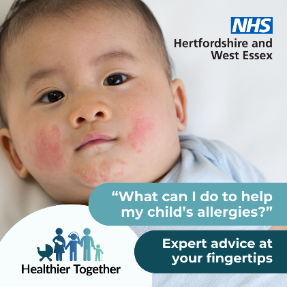 NHS
Hertfordshire and
West Essex
“What can I do to help
my child’s allergies?”
Expert advice at
your fingertips
Healthier Together